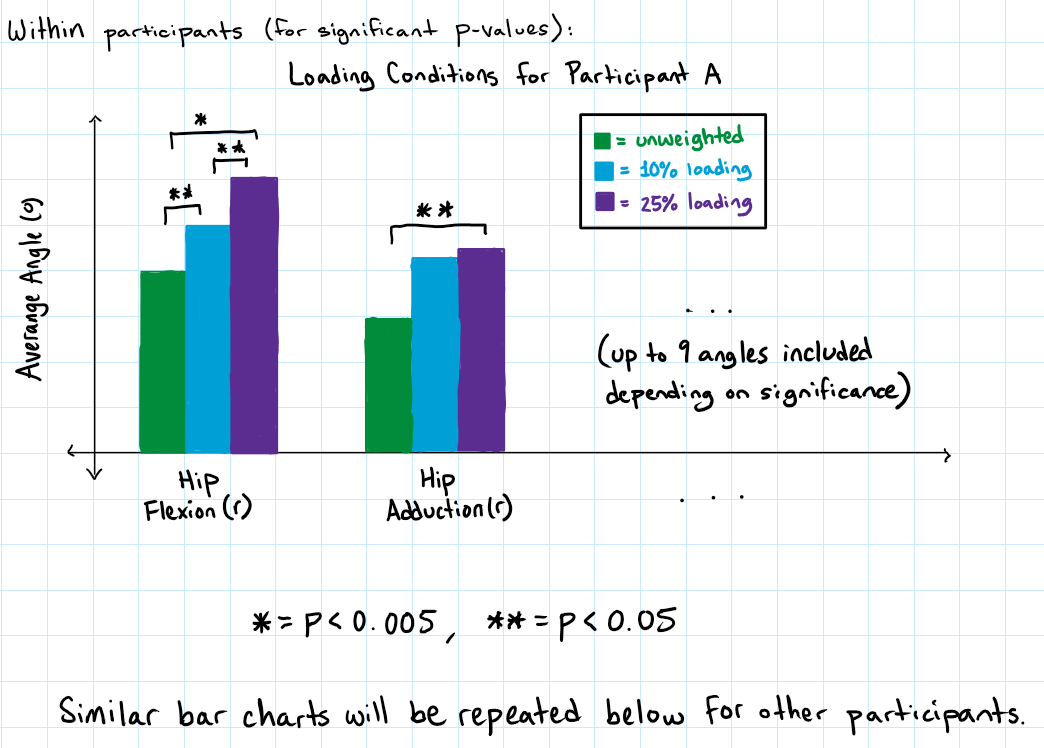 Within participants (for significant p-values):
Loading Conditions for Participant A
*
**
**
**
= unweighted
= 10% loading
= 25% loading
Averange Angle (°)
. . .
(up to 9 angles included
depending on significance)
Hip
Flexion (r)
Hip
Adduction (r)
. . .
* = p < 0.005, ** = p < 0.05
Similar bar charts will be repeated below for other participants.